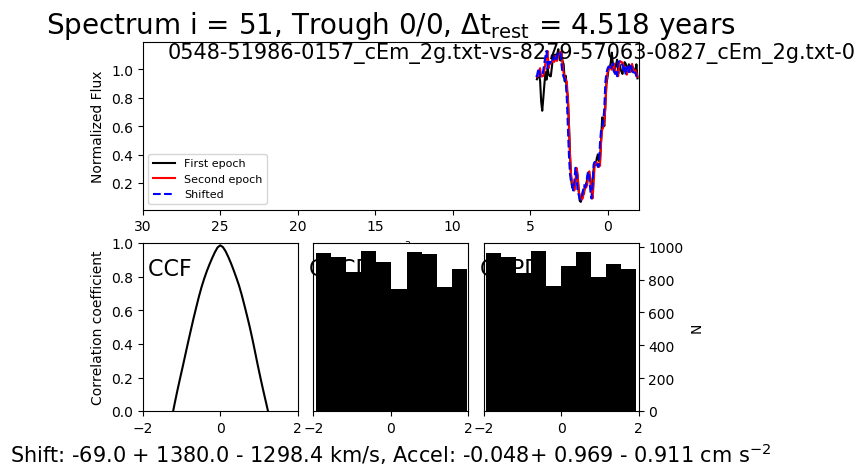 Spectrum i = 51, Trough 0/0, Δt_rest = 4.518 years
0548-51986-0157_cEm_2g.txt-vs-8279-57063-0827_cEm_2g.txt-0
Normalized Flux
1.0
0.8
0.6
0.4
0.2
First epoch
Second epoch
Shifted
30 25 20 15 10 5 0
Correlation coefficient
1.0
0.8
0.6
0.4
0.2
0.0
CCF
1000
800
600
400
200
0
N
−2 0 2
−2 0 2
−2 0 2
Shift: -69.0 + 1380.0 - 1298.4 km/s, Accel: -0.048+ 0.969 - 0.911 cm s⁻²